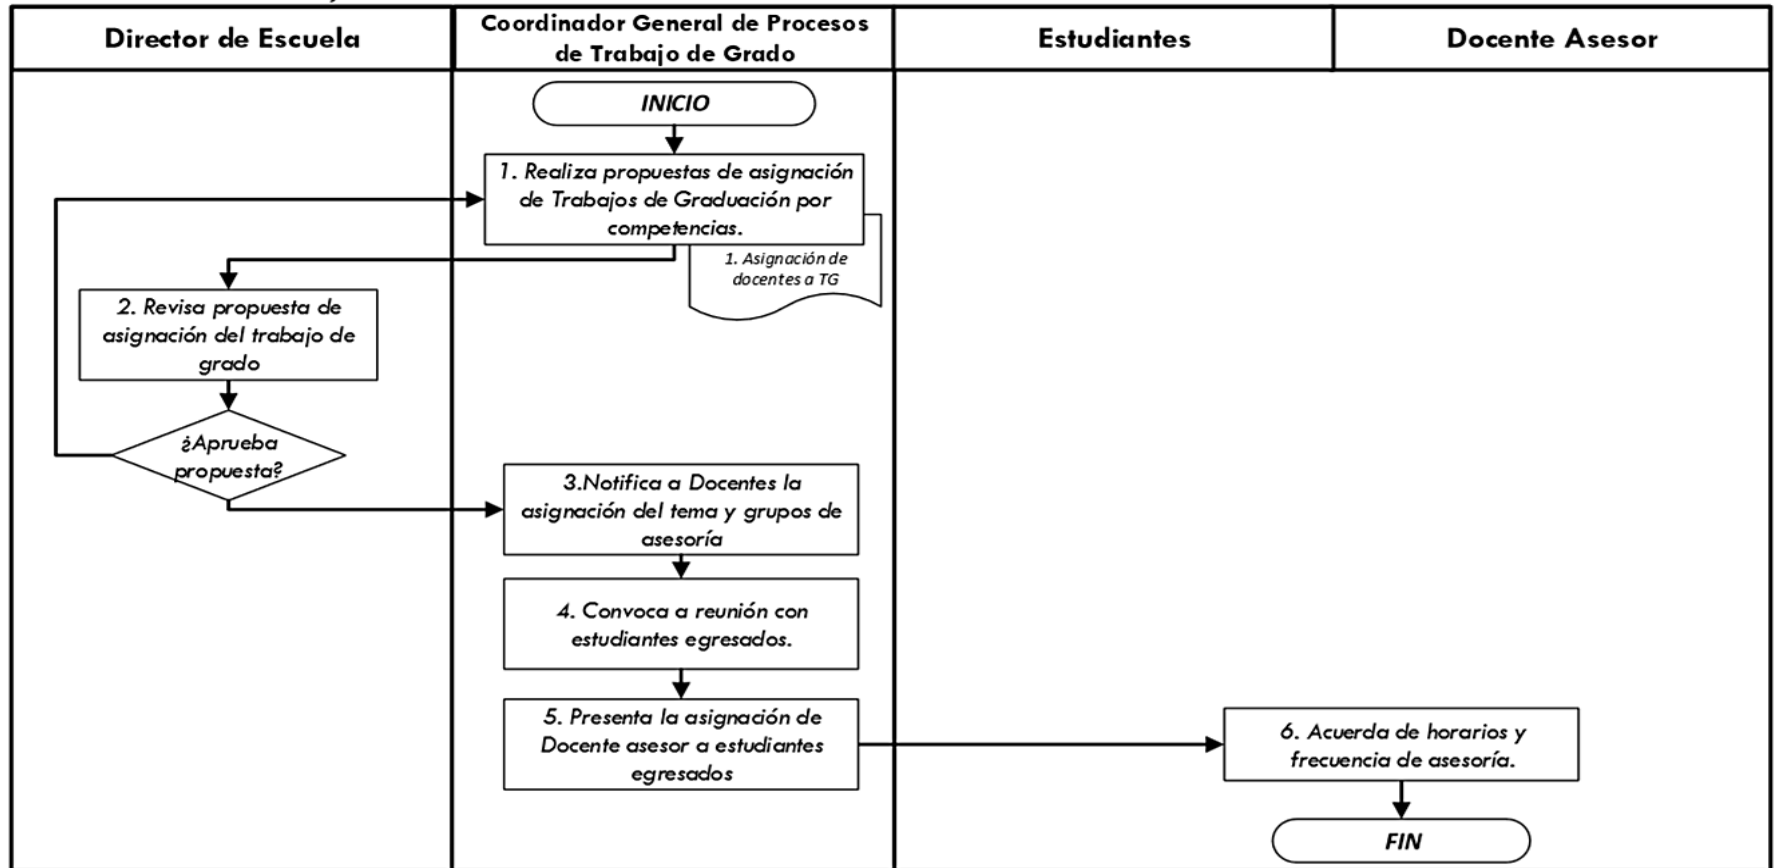 Director de Escuela
Coordinador General de Procesos
de Trabajo de Grado
Estudiantes
Docente Asesor
INICIO
1. Realiza propuestas de asignación
de Trabajos de Graduación por
competencias.
1. Asignación de
docentes a TG
2. Revisa propuesta de
asignación del trabajo de
grado
¿Aprueba
propuesta?
3.Notifica a Docentes la
asignación del tema y grupos de
asesoría
4. Convoca a reunión con
estudiantes egresados.
5. Presenta la asignación de
Docente asesor a estudiantes
egresados
6. Acuerda de horarios y
frecuencia de asesoría.
FIN